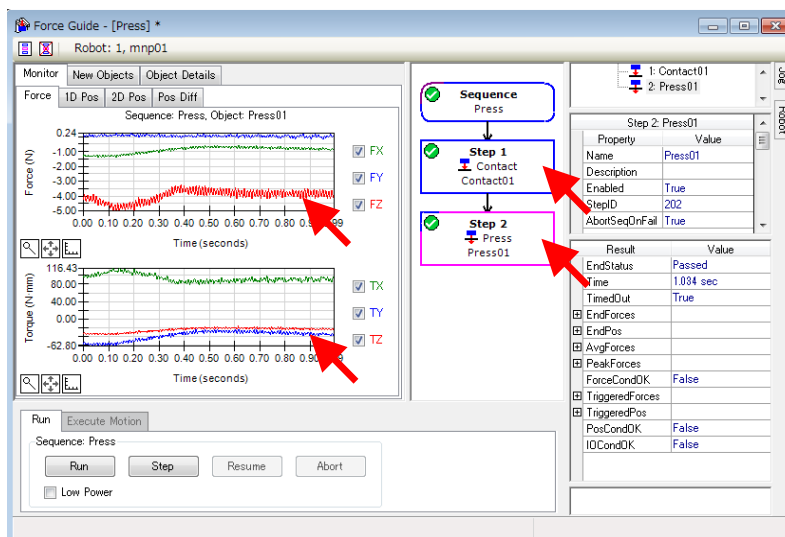 Force Guide - [Press] *
Robot: 1, mnp01
Monitor New Objects Object Details
Force 1D Pos 2D Pos Pos Diff
Sequence: Press, Object: Press01
Force (N)
0.24
-1.00
-2.00
-3.00
-4.00
-5.00
0.00 0.10 0.20 0.30 0.40 0.50 0.60 0.70 0.80
Time (seconds)
FX
FY
FZ
Torque (N·mm)
116.43
80.00
40.00
0.00
-62.80
0.00 0.10 0.20 0.30 0.40 0.50 0.60 0.70 0.80
Time (seconds)
TX
TY
TZ
Sequence
Press
Step 1
Contact
Contact01
Step 2
Press
Press01
1: Contact01
2: Press01
Jog
Robot
Step 2: Press01
Property Value
Name Press01
Description
Enabled True
StepID 202
AbortSeqOnFail True
Result Value
EndStatus Passed
Time 1.034 sec
TimedOut True
EndForces
EndPos
AvgForces
PeakForces
ForceCondOK False
TriggeredForces
TriggeredPos
PosCondOK False
IOCondOK False
Run Execute Motion
Sequence: Press
Run Step Resume Abort
Low Power